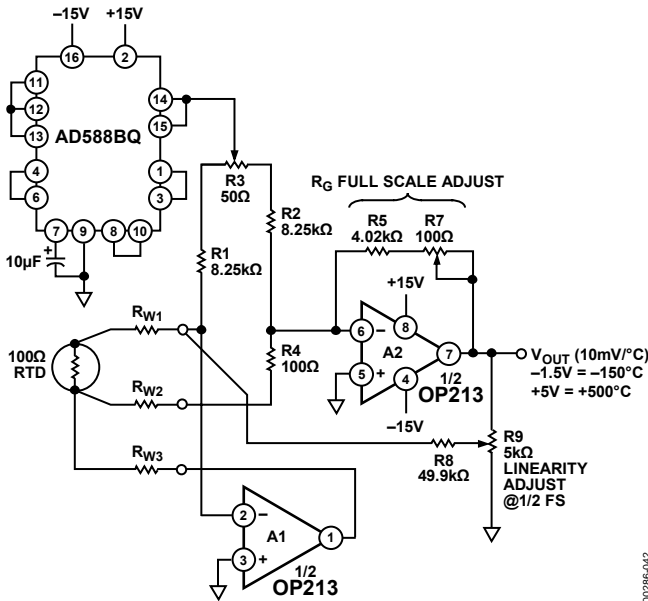 –15V +15V
16 2
11
12
13
4
6
14
15
1
3
AD588BQ
7 9 8 10
10µF
+
R3
50Ω
R1
8.25kΩ
R2
8.25kΩ
RG FULL SCALE ADJUST
R5
4.02kΩ
R7
100Ω
+15V
6 –
8
A2
7
5 +
4
1/2
OP213
–15V
VOUT (10mV/°C)
–1.5V = –150°C
+5V = +500°C
RW1
100Ω
RTD
RW2
R4
100Ω
RW3
R8
49.9kΩ
R9
5kΩ
LINEARITY
ADJUST
@1/2 FS
2 –
A1
1
3 +
1/2
OP213
00286-042